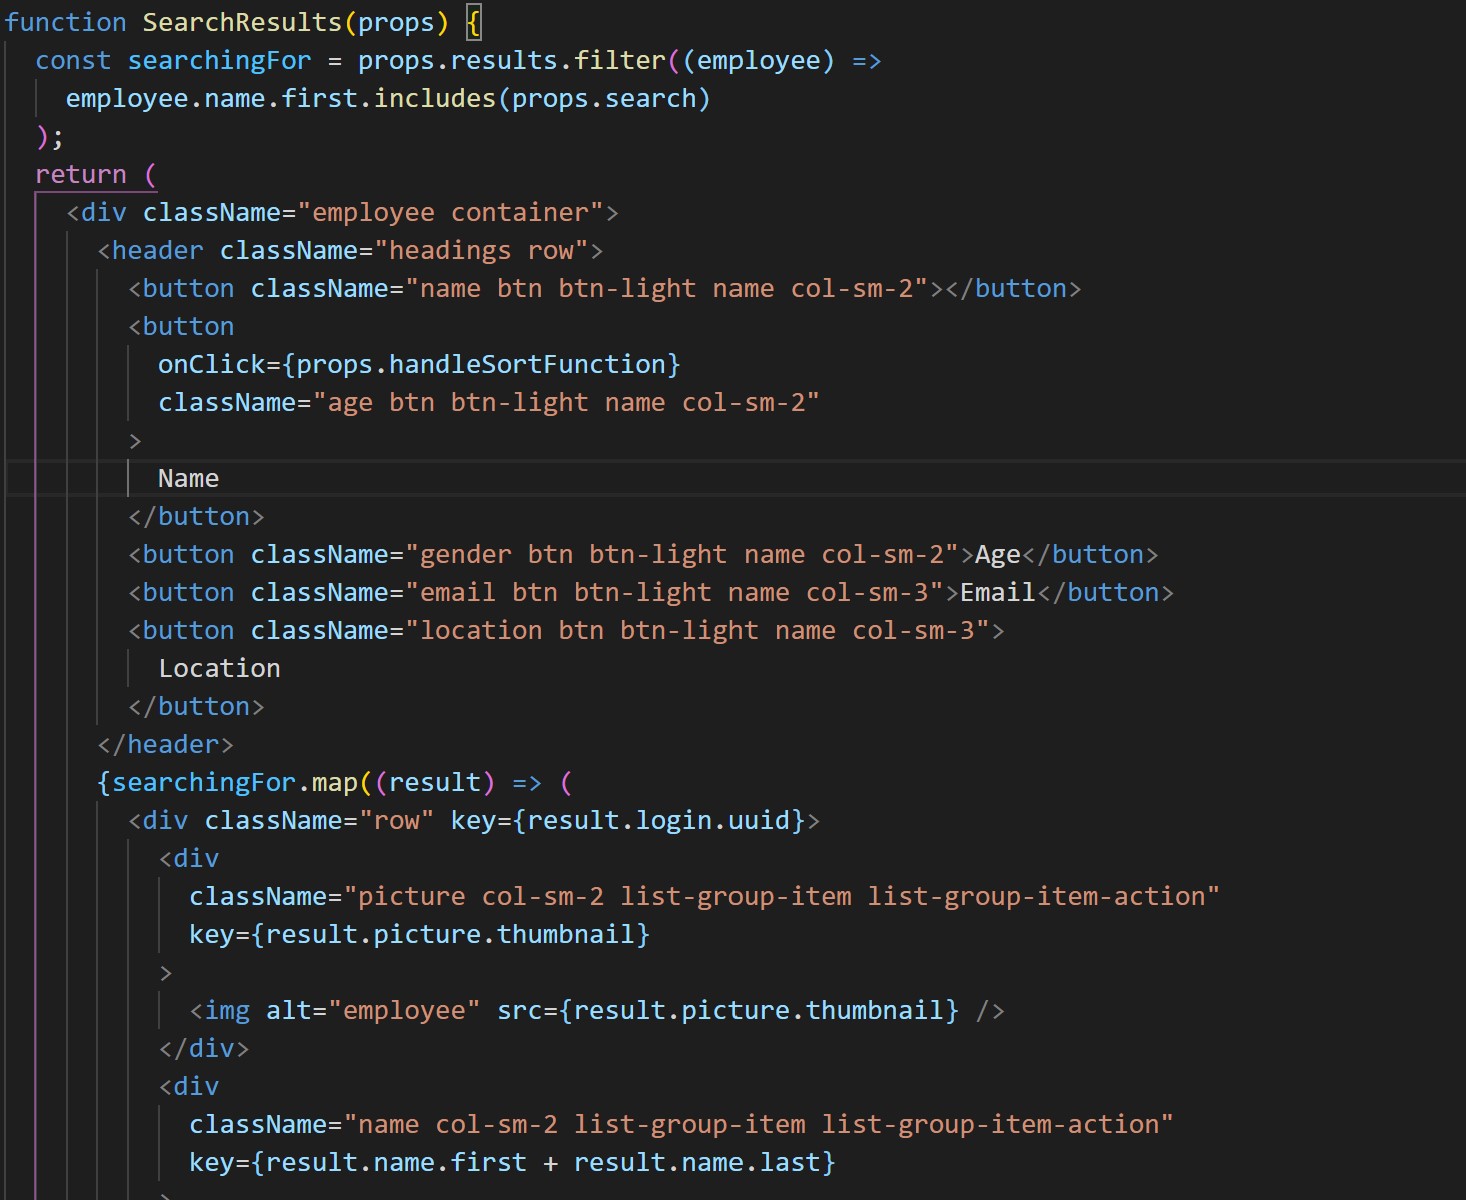 function SearchResults(props) {
  const searchingFor = props.results.filter((employee) =>
    employee.name.first.includes(props.search)
  );
  return (
    <div className="employee container">
      <header className="headings row">
        <button className="name btn btn-light name col-sm-2"></button>
        <button
          onClick={props.handleSortFunction}
          className="age btn btn-light name col-sm-2"
        >
          Name
        </button>
        <button className="gender btn btn-light name col-sm-2">Age</button>
        <button className="email btn btn-light name col-sm-3">Email</button>
        <button className="location btn btn-light name col-sm-3">
          Location
        </button>
      </header>
      {searchingFor.map((result) => (
        <div className="row" key={result.login.uuid}>
          <div
            className="picture col-sm-2 list-group-item list-group-item-action"
            key={result.picture.thumbnail}
          >
            <img alt="employee" src={result.picture.thumbnail} />
          </div>
          <div
            className="name col-sm-2 list-group-item list-group-item-action"
            key={result.name.first + result.name.last}
          >